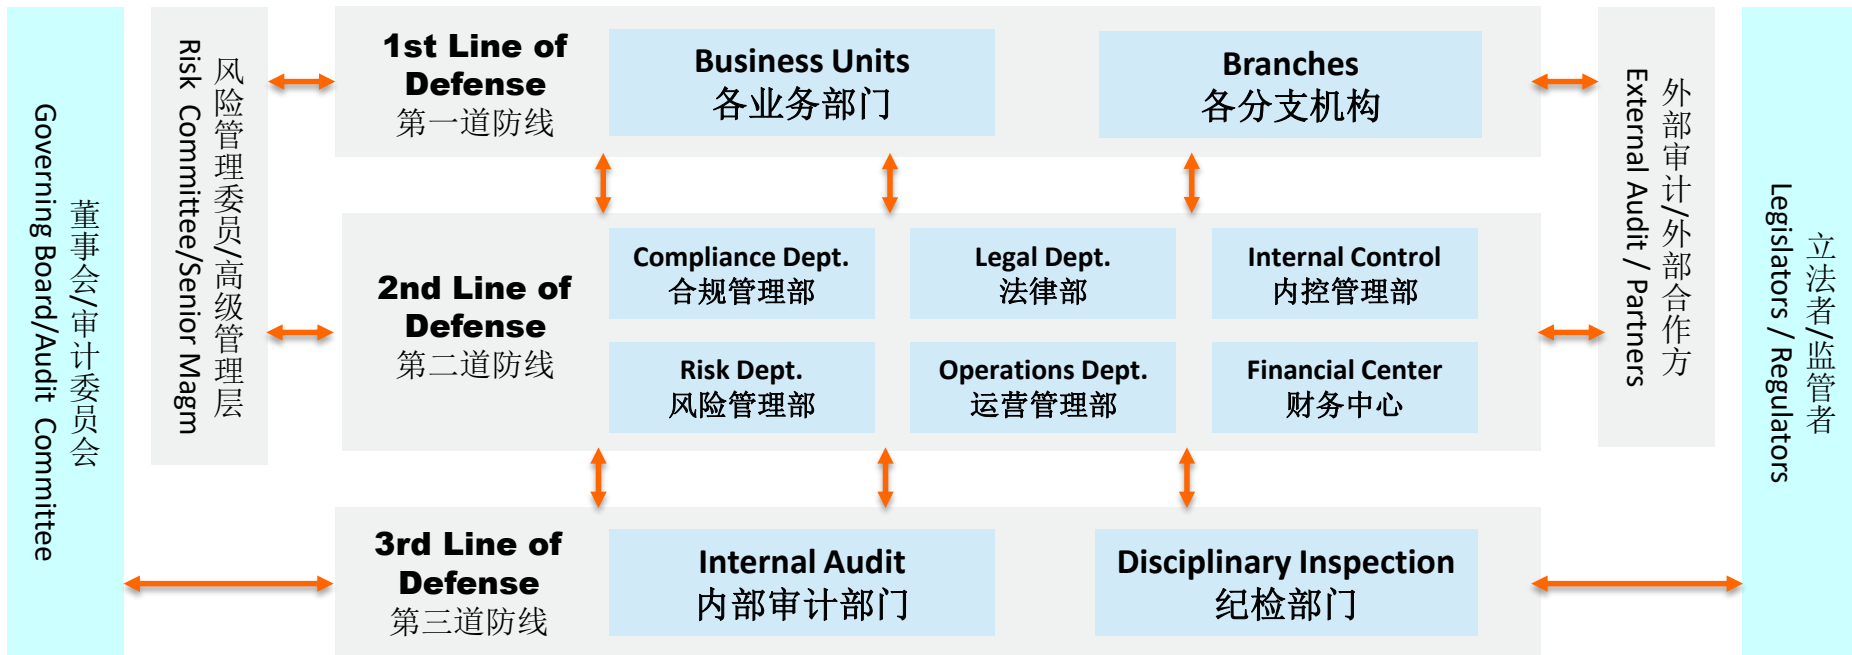 董事会/审计委员会
Governing Board/Audit Committee
风险管理委员/高级管理层
Risk Committee/Senior Magm
1st Line of
Defense
第一道防线
Business Units
各业务部门
Branches
各分支机构
2nd Line of
Defense
第二道防线
Compliance Dept.
合规管理部
Legal Dept.
法律部
Internal Control
内控管理部
Risk Dept.
风险管理部
Operations Dept.
运营管理部
Financial Center
财务中心
3rd Line of
Defense
第三道防线
Internal Audit
内部审计部门
Disciplinary Inspection
纪检部门
外部审计/外部合作方
External Audit / Partners
立法者/监管者
Legislators / Regulators